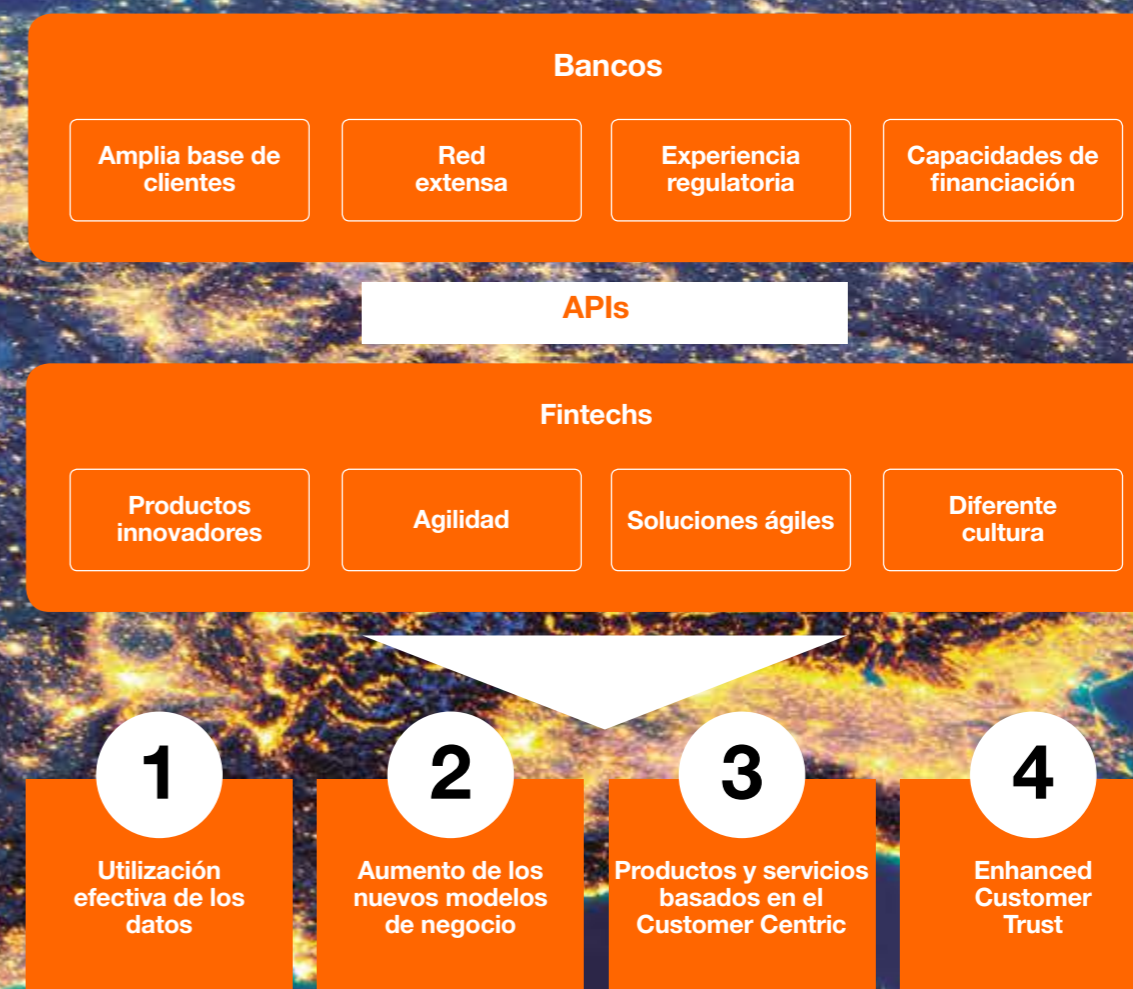 Bancos
Amplia base de
clientes
Red
extensa
Experiencia
regulatoria
Capacidades de
financiación
APIs
Fintechs
Productos
innovadores
Agilidad
Soluciones ágiles
Diferente
cultura
1
Utilización
efectiva de los
datos
2
Aumento de los
nuevos modelos
de negocio
3
Productos y servicios
basados en el
Customer Centric
4
Enhanced
Customer
Trust